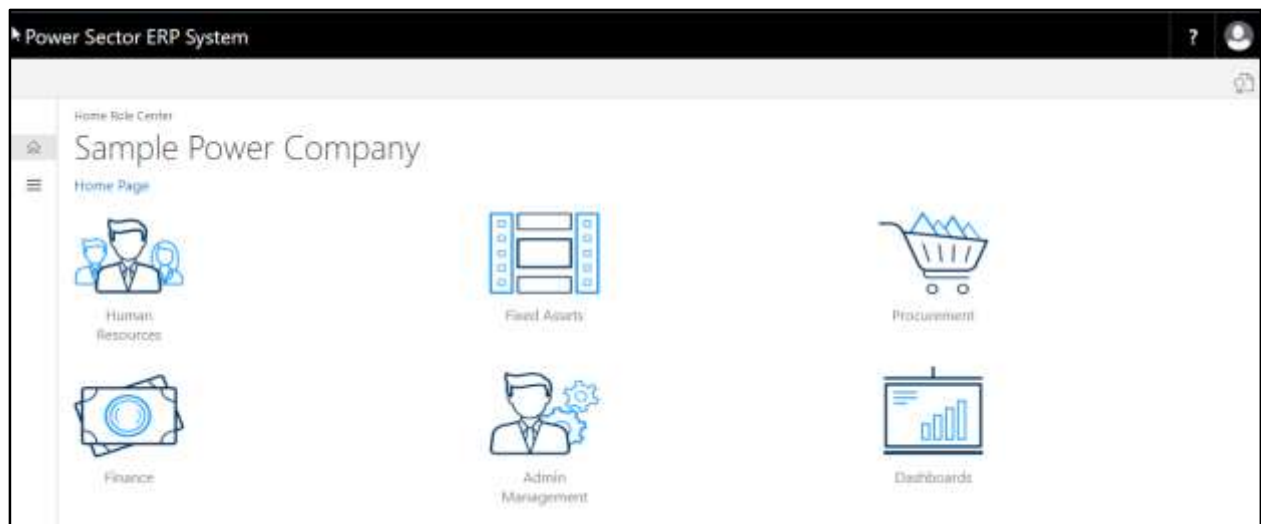 Power Sector ERP System
?
Home Role Center
Sample Power Company
Home Page
Human
Resources
Fixed Assets
Procurement
Finance
Admin
Management
Dashboards